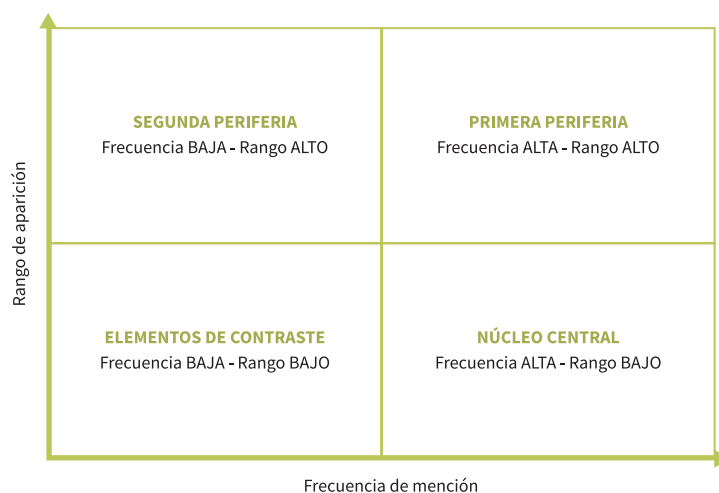 Rango de aparición
SEGUNDA PERIFERIA
Frecuencia BAJA - Rango ALTO
PRIMERA PERIFERIA
Frecuencia ALTA - Rango ALTO
ELEMENTOS DE CONTRASTE
Frecuencia BAJA - Rango BAJO
NÚCLEO CENTRAL
Frecuencia ALTA - Rango BAJO
Frecuencia de mención